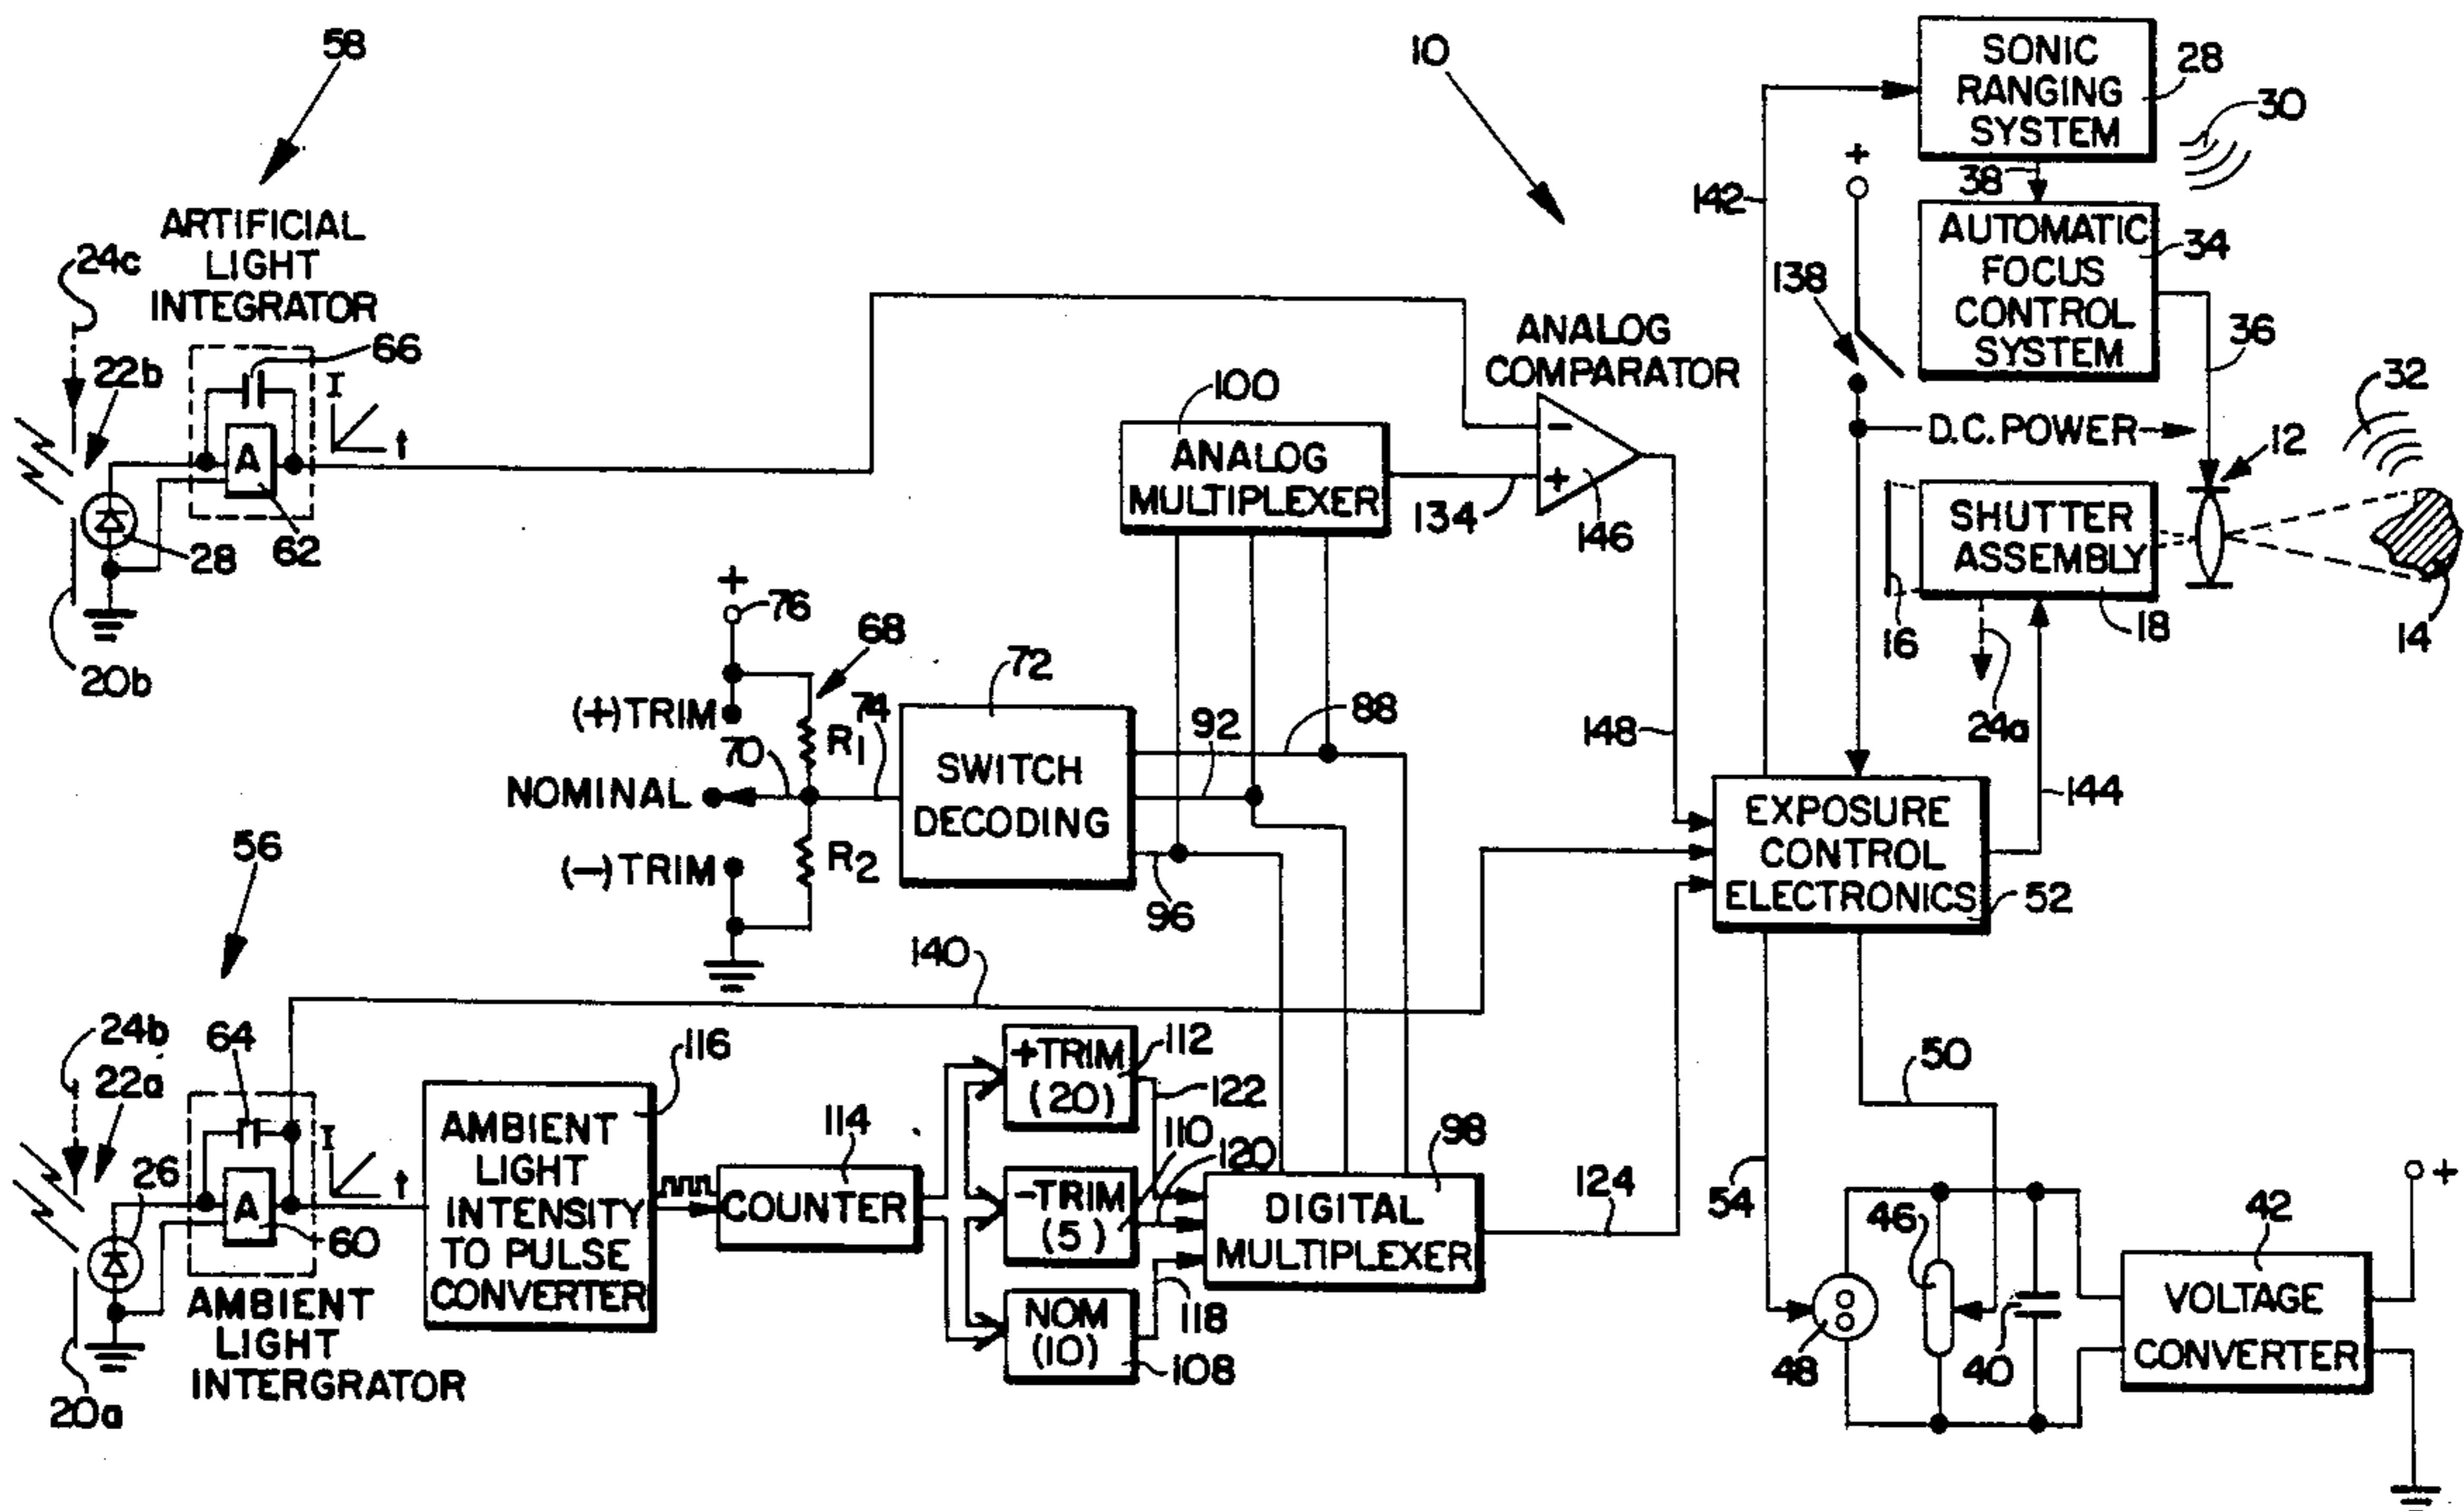 58
ARTIFICIAL
LIGHT
INTEGRATOR
24c
22b
66
I
t
A
62
28
20b
10
ANALOG
COMPARATOR
100
ANALOG
MULTIPLEXER
134
−
+
146
148
SONIC
RANGING
SYSTEM
28
30
38
142
+
138
AUTOMATIC
FOCUS
CONTROL
SYSTEM
34
36
D.C. POWER
12
32
SHUTTER
ASSEMBLY
16
18
14
24a
144
+
76
68
(+) TRIM
R1
70
74
NOMINAL
(−) TRIM
R2
72
SWITCH
DECODING
88
92
96
EXPOSURE
CONTROL
ELECTRONICS
52
140
56
24b
22a
64
I
t
26
A
60
AMBIENT
LIGHT
INTERGRATOR
20a
116
AMBIENT
LIGHT
INTENSITY
TO PULSE
CONVERTER
114
COUNTER
+TRIM
(20)
112
122
110
120
−TRIM
(5)
NOM
(10)
118
108
98
DIGITAL
MULTIPLEXER
124
54
50
46
48
40
42
VOLTAGE
CONVERTER
+